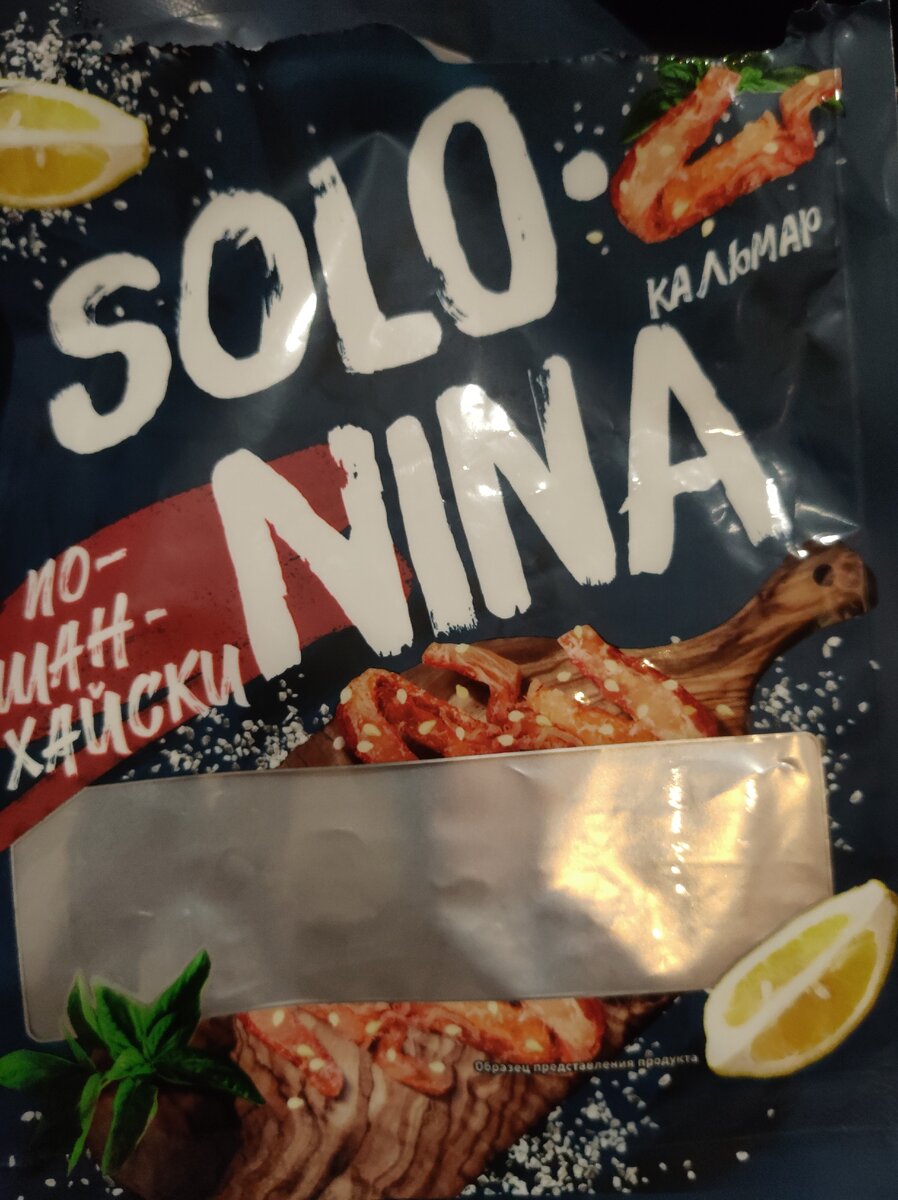 SOLO·
КАЛЬМАР
NINA
ПО-
ШАН-
ХАЙСКИ
Образец представления продукта